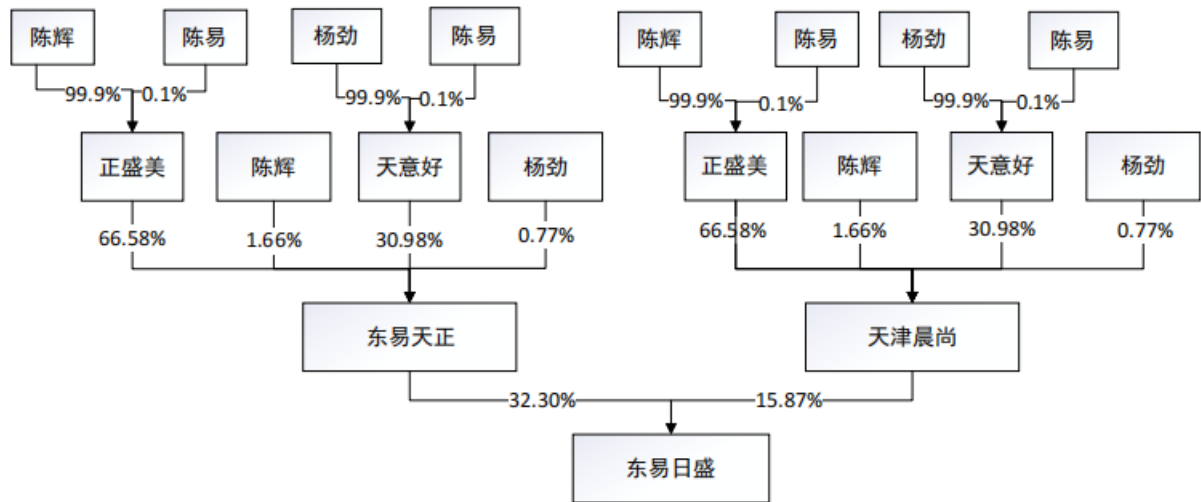 陈辉 陈易 杨劲 陈易 陈辉 陈易 杨劲 陈易
99.9% 0.1% 99.9% 0.1% 99.9% 0.1% 99.9% 0.1%
正盛美 陈辉 天意好 杨劲 正盛美 陈辉 天意好 杨劲
66.58% 1.66% 30.98% 0.77% 66.58% 1.66% 30.98% 0.77%
东易天正 天津晨尚
32.30% 15.87%
东易日盛